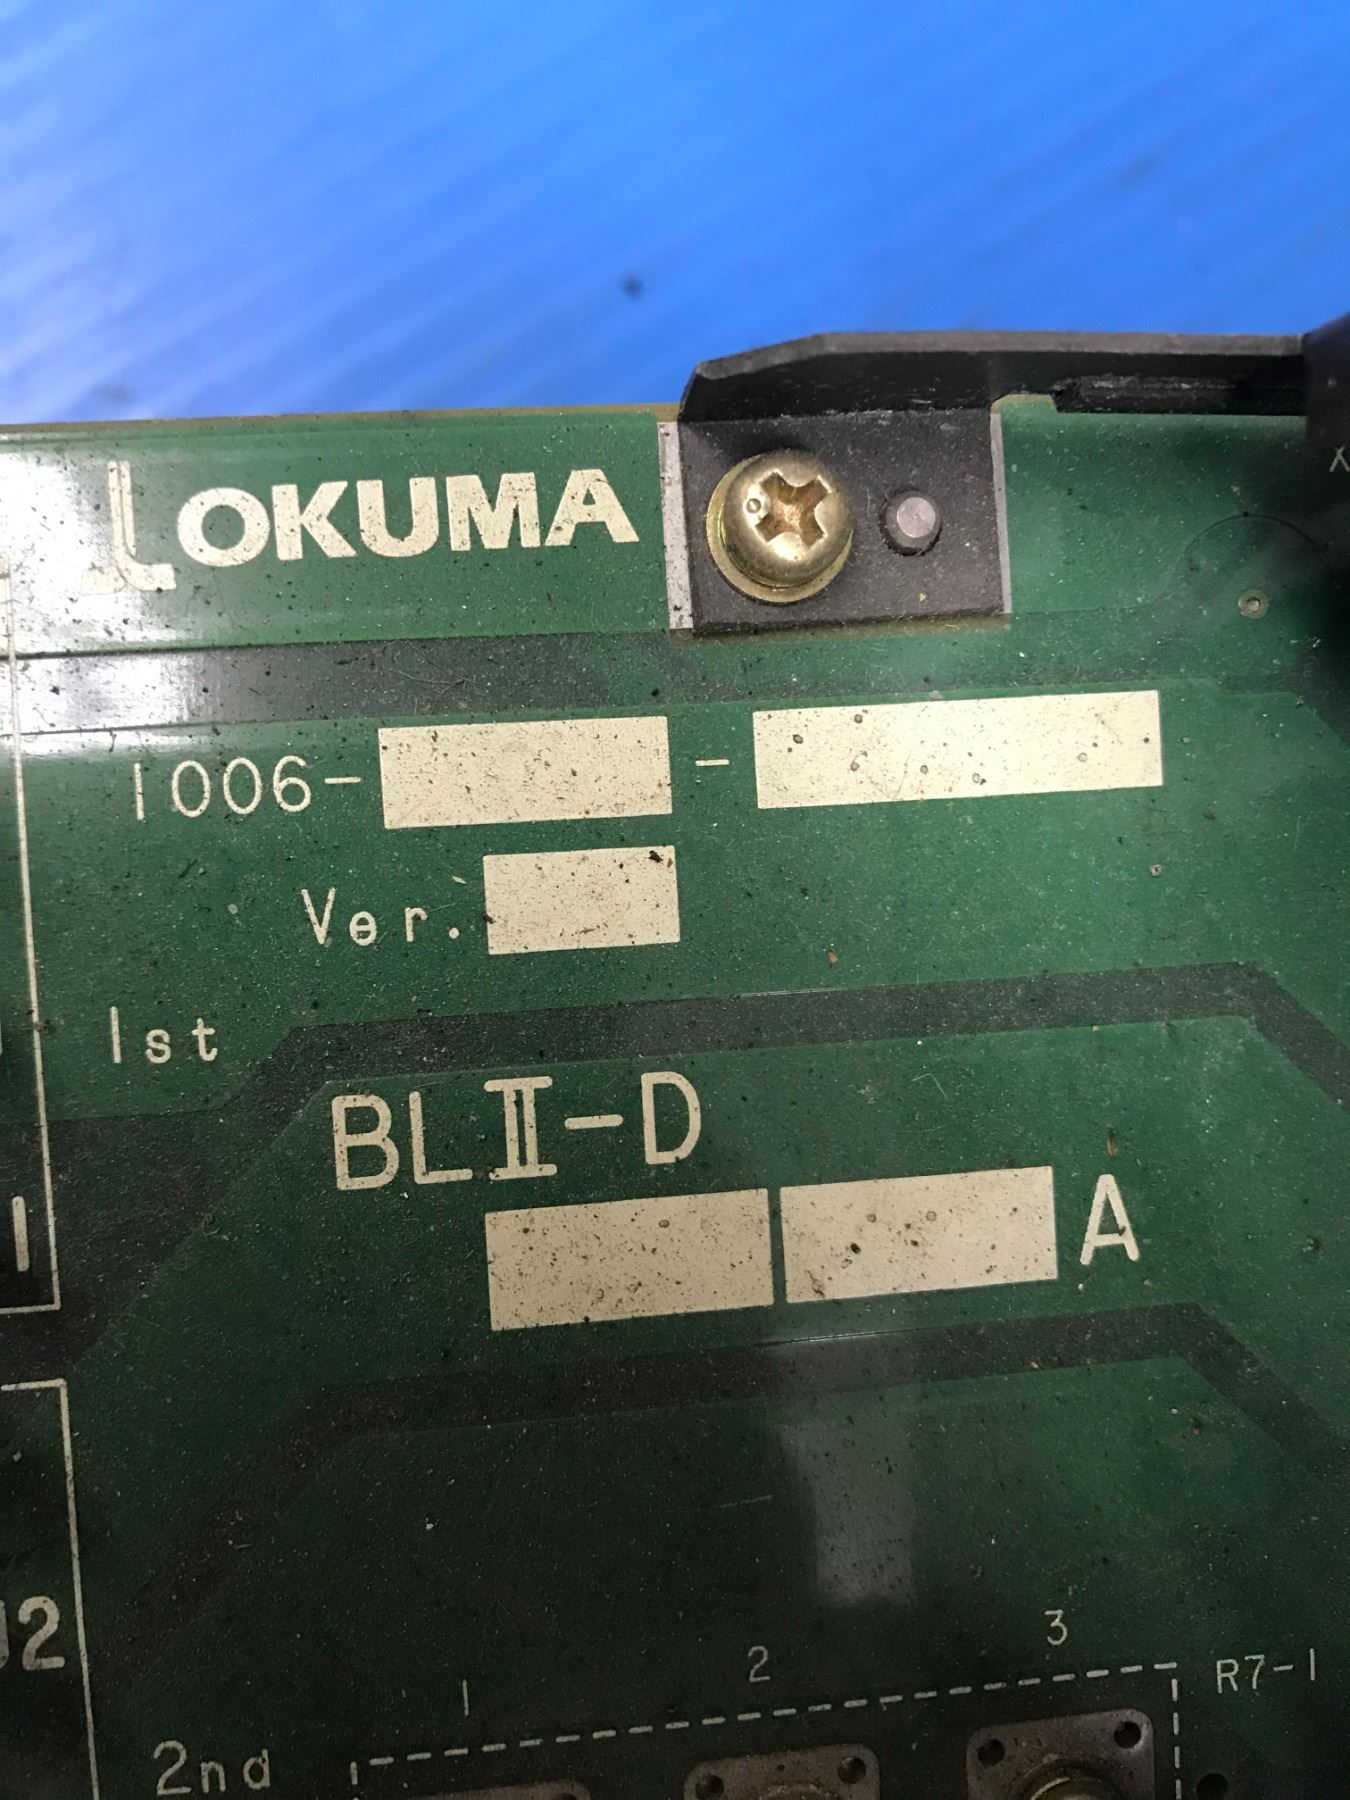 OKUMA
1006- -
Ver.
1st
BLⅡ-D
A
1 2 3
R7-1
2nd